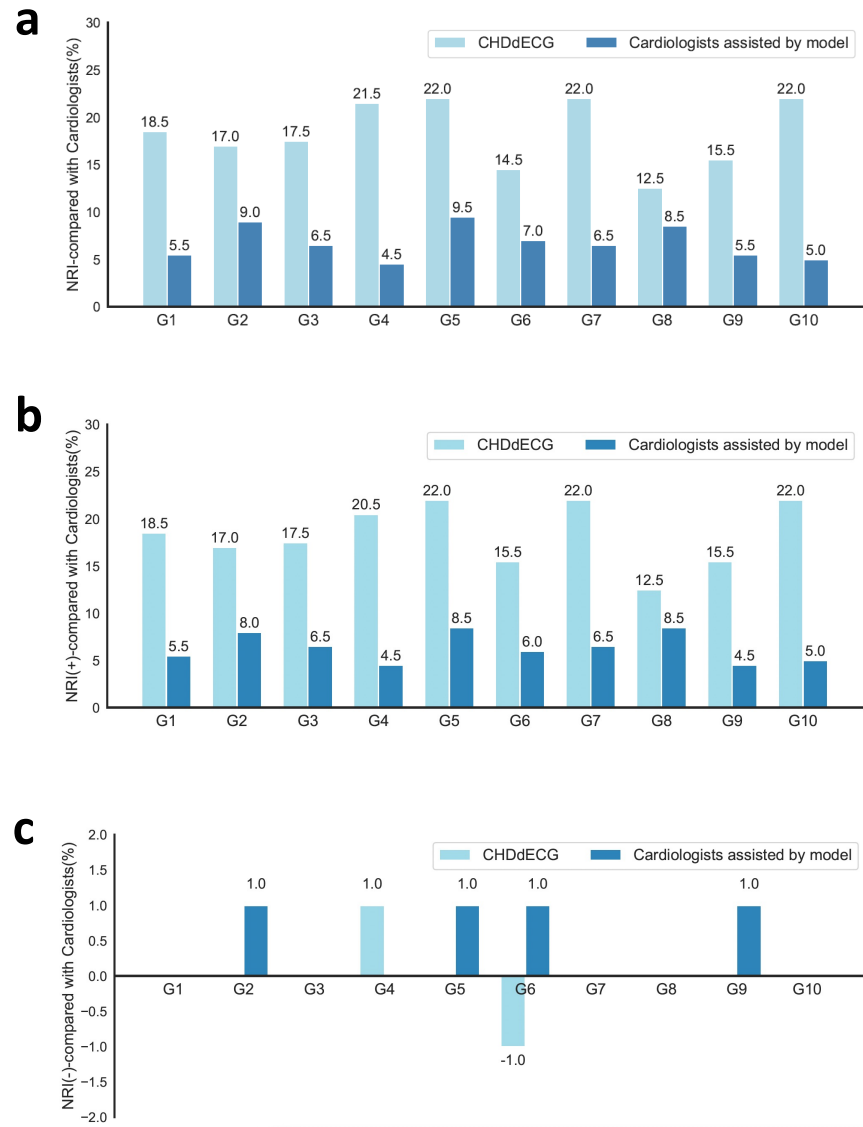 a
NRI-compared with Cardiologists(%)
30
25
20
15
10
5
0
CHDdECG Cardiologists assisted by model
18.5 17.0 17.5 21.5 22.0 14.5 22.0 12.5 15.5 22.0
5.5 9.0 6.5 4.5 9.5 7.0 6.5 8.5 5.5 5.0
G1 G2 G3 G4 G5 G6 G7 G8 G9 G10
b
NRI(+)-compared with Cardiologists(%)
30
25
20
15
10
5
0
CHDdECG Cardiologists assisted by model
18.5 17.0 17.5 20.5 22.0 15.5 22.0 12.5 15.5 22.0
5.5 8.0 6.5 4.5 8.5 6.0 6.5 8.5 4.5 5.0
G1 G2 G3 G4 G5 G6 G7 G8 G9 G10
c
NRI(-)-compared with Cardiologists(%)
2.0
1.5
1.0
0.5
0.0
−0.5
−1.0
−1.5
−2.0
CHDdECG Cardiologists assisted by model
1.0 1.0 1.0 1.0 1.0
G1 G2 G3 G4 G5 G6 G7 G8 G9 G10
-1.0